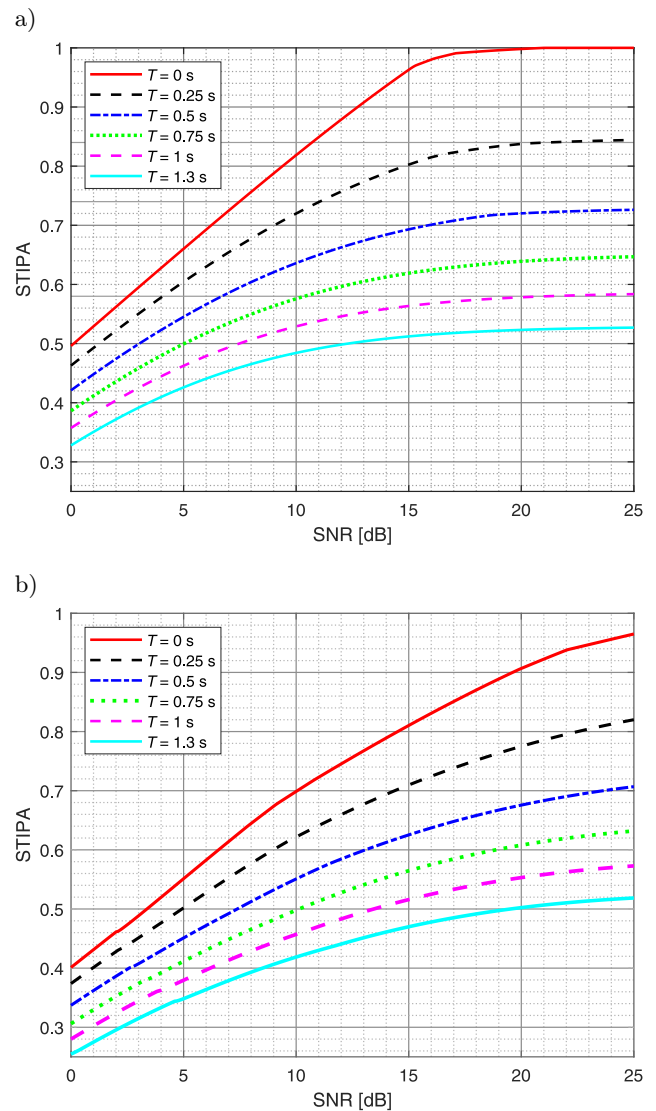 a)
1
0.9
0.8
0.7
0.6
0.5
0.4
0.3
STIPA
T = 0 s
T = 0.25 s
T = 0.5 s
T = 0.75 s
T = 1 s
T = 1.3 s
0 5 10 15 20 25
SNR [dB]
b)
1
0.9
0.8
0.7
0.6
0.5
0.4
0.3
STIPA
T = 0 s
T = 0.25 s
T = 0.5 s
T = 0.75 s
T = 1 s
T = 1.3 s
0 5 10 15 20 25
SNR [dB]